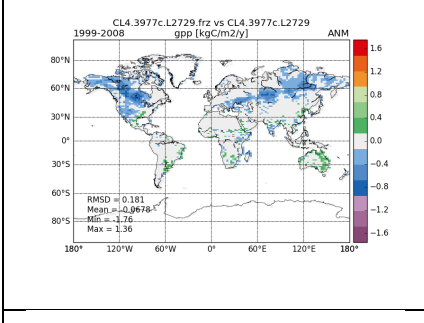 CL4.3977c.L2729.frz vs CL4.3977c.L2729
1999-2008 gpp [kgC/m2/y] ANM
80°N
60°N
30°N
0°
30°S
60°S
80°S
RMSD = 0.181
Mean = -0.0678
Min = -1.76
Max = 1.36
180° 120°W 60°W 0° 60°E 120°E 180°
1.6
1.2
0.8
0.4
0.0
−0.4
−0.8
−1.2
−1.6